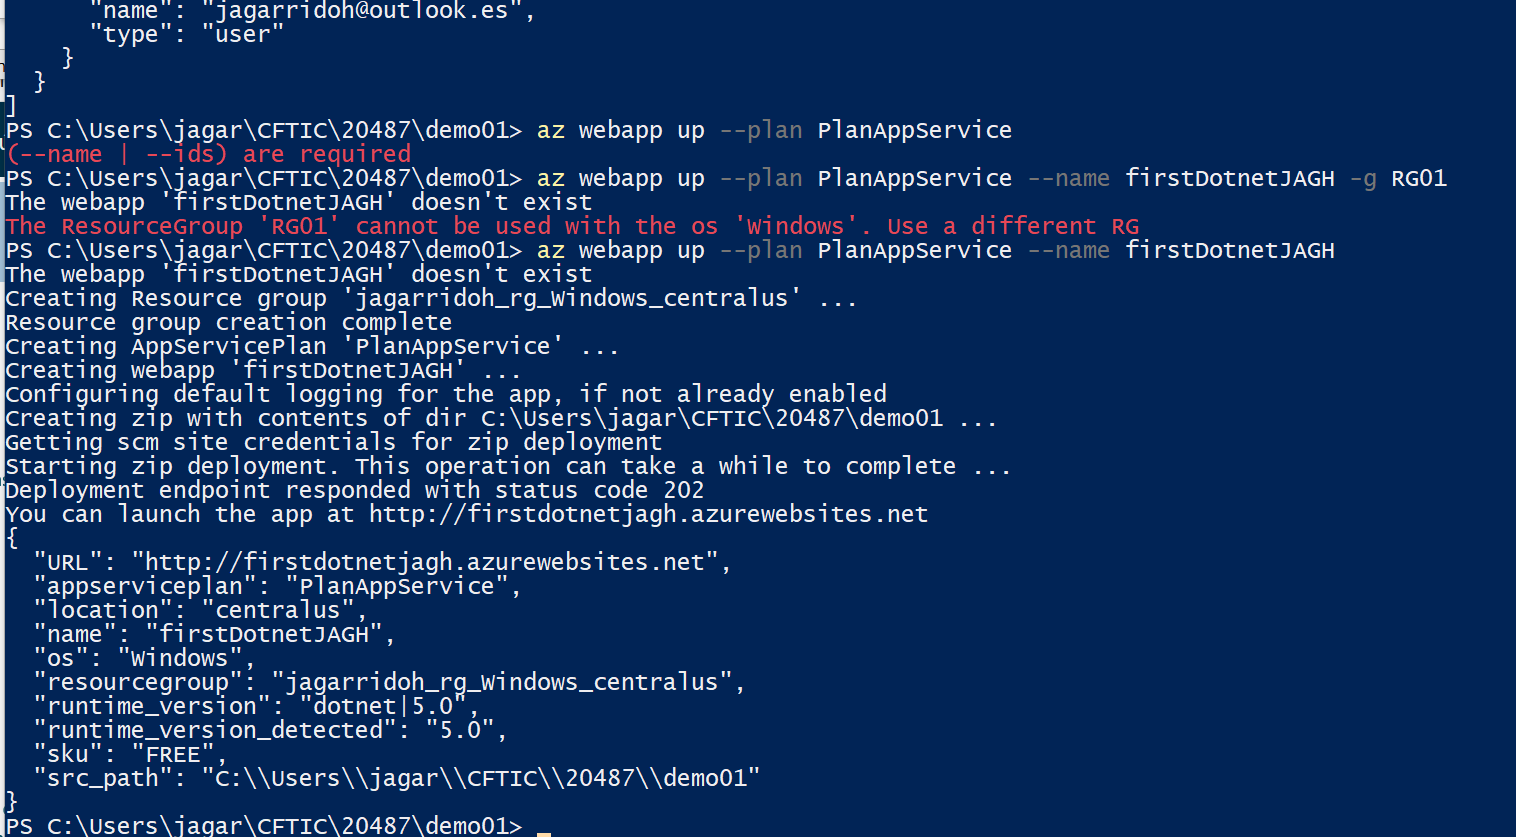 "name": "jagarridoh@outlook.es",
      "type": "user"
    }
  }
]
PS C:\Users\jagar\CFTIC\20487\demo01> az webapp up --plan PlanAppService
(--name | --ids) are required
PS C:\Users\jagar\CFTIC\20487\demo01> az webapp up --plan PlanAppService --name firstDotnetJAGH -g RG01
The webapp 'firstDotnetJAGH' doesn't exist
The ResourceGroup 'RG01' cannot be used with the os 'Windows'. Use a different RG
PS C:\Users\jagar\CFTIC\20487\demo01> az webapp up --plan PlanAppService --name firstDotnetJAGH
The webapp 'firstDotnetJAGH' doesn't exist
Creating Resource group 'jagarridoh_rg_Windows_centralus' ...
Resource group creation complete
Creating AppServicePlan 'PlanAppService' ...
Creating webapp 'firstDotnetJAGH' ...
Configuring default logging for the app, if not already enabled
Creating zip with contents of dir C:\Users\jagar\CFTIC\20487\demo01 ...
Getting scm site credentials for zip deployment
Starting zip deployment. This operation can take a while to complete ...
Deployment endpoint responded with status code 202
You can launch the app at http://firstdotnetjagh.azurewebsites.net
{
  "URL": "http://firstdotnetjagh.azurewebsites.net",
  "appserviceplan": "PlanAppService",
  "location": "centralus",
  "name": "firstDotnetJAGH",
  "os": "Windows",
  "resourcegroup": "jagarridoh_rg_Windows_centralus",
  "runtime_version": "dotnet|5.0",
  "runtime_version_detected": "5.0",
  "sku": "FREE",
  "src_path": "C:\\Users\\jagar\\CFTIC\\20487\\demo01"
}
PS C:\Users\jagar\CFTIC\20487\demo01>